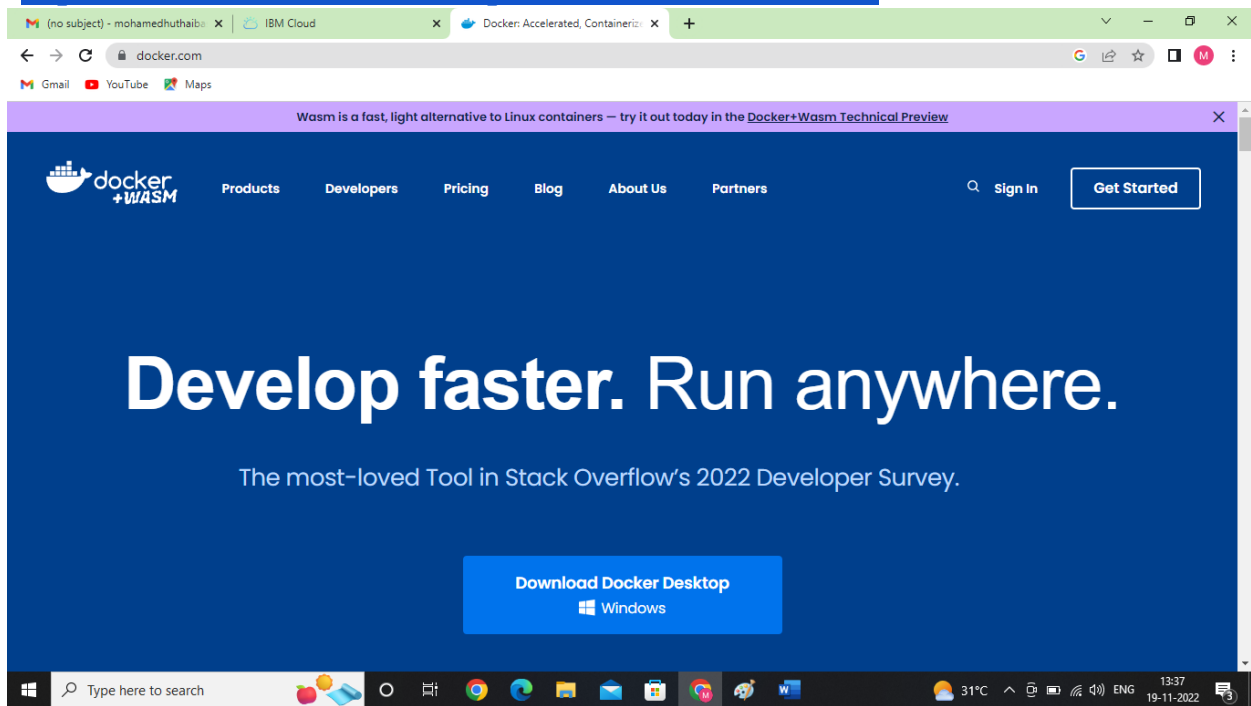 (no subject) - mohamedhuthaiba
IBM Cloud
Docker: Accelerated, Containeriz
docker.com
G
M
Gmail
YouTube
Maps
Wasm is a fast, light alternative to Linux containers — try it out today in the Docker+Wasm Technical Preview
docker
+WASM
Products
Developers
Pricing
Blog
About Us
Partners
Sign In
Get Started
Develop faster. Run anywhere.
The most-loved Tool in Stack Overflow's 2022 Developer Survey.
Download Docker Desktop
Windows
Type here to search
31°C
ENG
13:37
19-11-2022
3